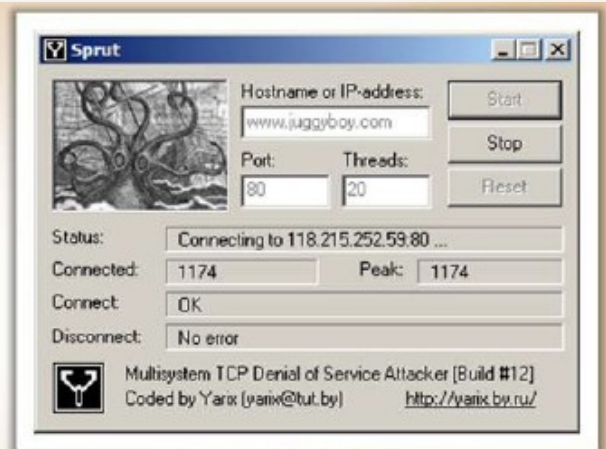 Sprut
Hostname or IP-address:
www.juggyboy.com
Start
Port:
Threads:
Stop
80
20
Reset
Status:
Connecting to 118.215.252.59:80 ...
Connected:
1174
Peak:
1174
Connect:
OK
Disconnect:
No error
Multisystem TCP Denial of Service Attacker [Build #12]
Coded by Yarix (yarix@tut.by)
http://yarix.by.ru/